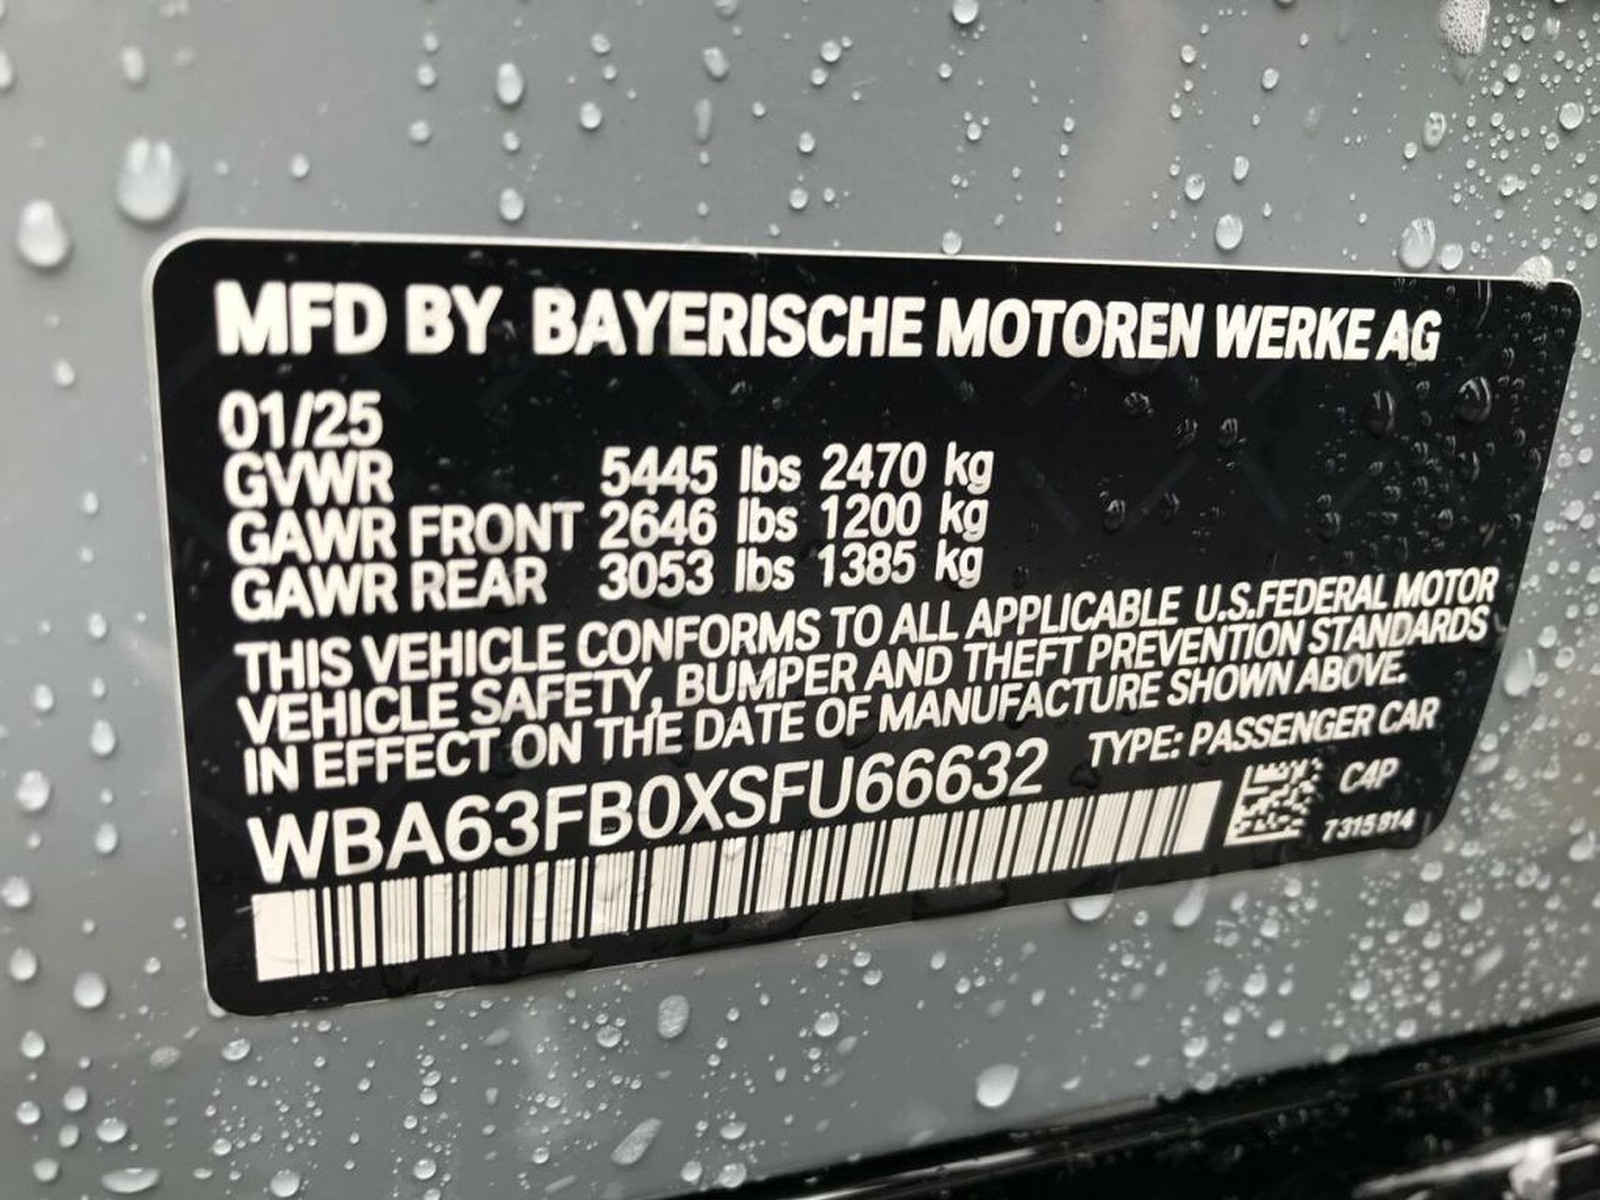 MFD BY BAYERISCHE MOTOREN WERKE AG
01/25
GVWR 5445 lbs 2470 kg
GAWR FRONT 2646 lbs 1200 kg
GAWR REAR 3053 lbs 1385 kg
THIS VEHICLE CONFORMS TO ALL APPLICABLE U.S.FEDERAL MOTOR
VEHICLE SAFETY, BUMPER AND THEFT PREVENTION STANDARDS
IN EFFECT ON THE DATE OF MANUFACTURE SHOWN ABOVE.
WBA63FB0XSFU66632 TYPE: PASSENGER CAR
C4P
7315814